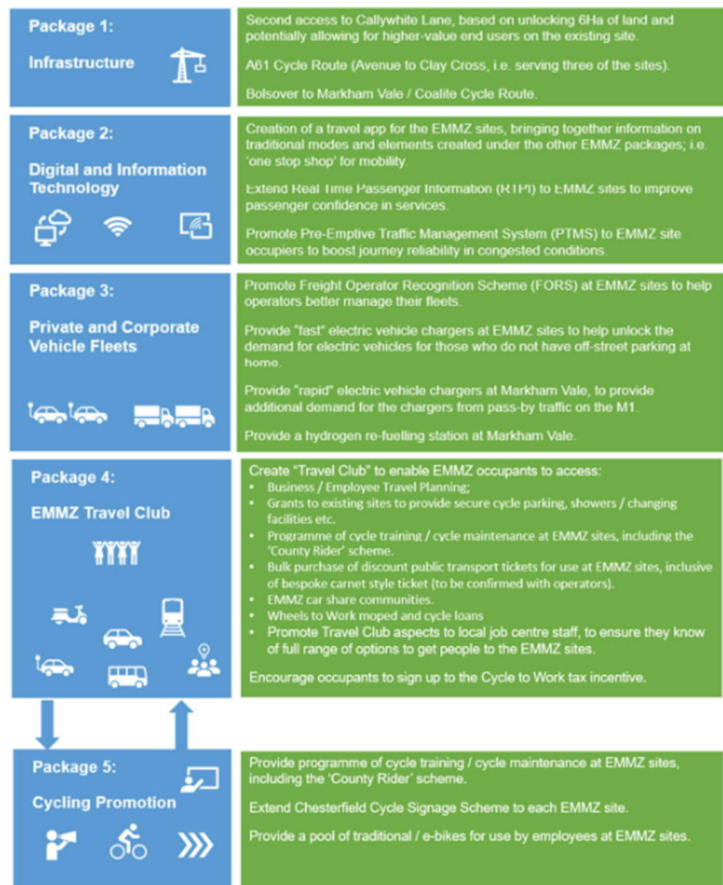 Package 1:
Infrastructure
Second access to Callywhite Lane, based on unlocking 6Ha of land and
potentially allowing for higher-value end users on the existing site.
A61 Cycle Route (Avenue to Clay Cross, i.e. serving three of the sites).
Bolsover to Markham Vale / Coalite Cycle Route.
Package 2:
Digital and Information
Technology
Creation of a travel app for the EMMZ sites, bringing together information on
traditional modes and elements created under the other EMMZ packages; i.e.
'one stop shop' for mobility.
Extend Real Time Passenger Information (RTPI) to EMMZ sites to improve
passenger confidence in services.
Promote Pre-Emptive Traffic Management System (PTMS) to EMMZ site
occupiers to boost journey reliability in congested conditions.
Package 3:
Private and Corporate
Vehicle Fleets
Promote Freight Operator Recognition Scheme (FORS) at EMMZ sites to help
operators better manage their fleets.
Provide "fast" electric vehicle chargers at EMMZ sites to help unlock the
demand for electric vehicles for those who do not have off-street parking at
home.
Provide "rapid" electric vehicle chargers at Markham Vale, to provide
additional demand for the chargers from pass-by traffic on the M1.
Provide a hydrogen re-fuelling station at Markham Vale.
Package 4:
EMMZ Travel Club
Create "Travel Club" to enable EMMZ occupants to access:
• Business / Employee Travel Planning;
• Grants to existing sites to provide secure cycle parking, showers / changing
facilities etc.
• Programme of cycle training / cycle maintenance at EMMZ sites, including the
'County Rider' scheme.
• Bulk purchase of discount public transport tickets for use at EMMZ sites, inclusive
of bespoke carnet style ticket (to be confirmed with operators).
• EMMZ car share communities.
• Wheels to Work moped and cycle loans
• Promote Travel Club aspects to local job centre staff, to ensure they know
of full range of options to get people to the EMMZ sites.
Encourage occupants to sign up to the Cycle to Work tax incentive.
Package 5:
Cycling Promotion
Provide programme of cycle training / cycle maintenance at EMMZ sites,
including the 'County Rider' scheme.
Extend Chesterfield Cycle Signage Scheme to each EMMZ site.
Provide a pool of traditional / e-bikes for use by employees at EMMZ sites.